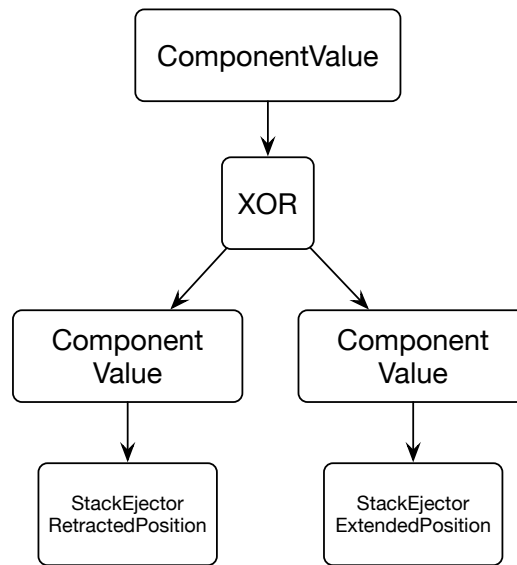 ComponentValue
XOR
Component
Value
Component
Value
StackEjector
RetractedPosition
StackEjector
ExtendedPosition